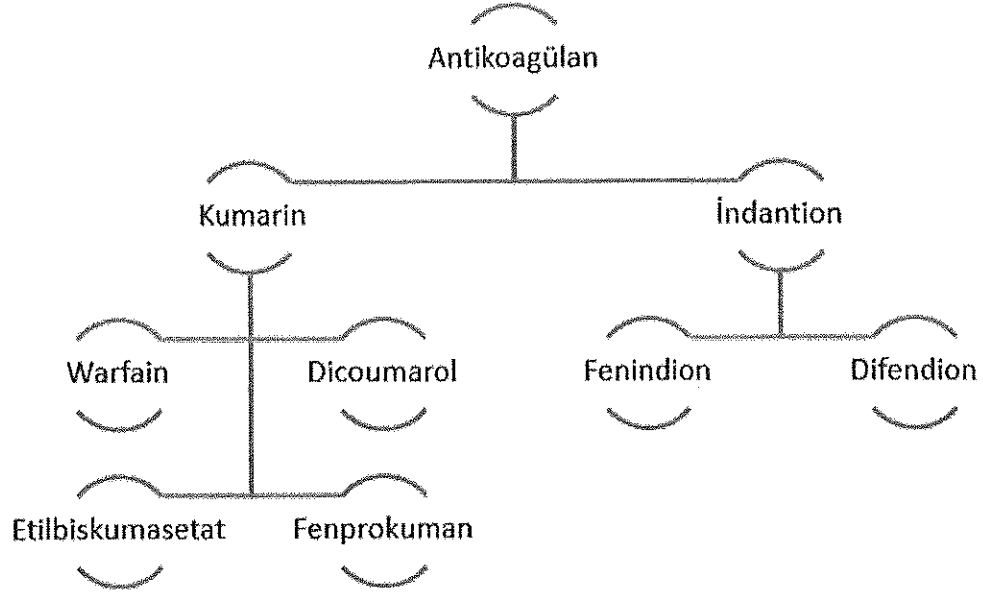 Antikoagülan
Kumarin
İndantion
Warfain
Dicoumarol
Fenindion
Difendion
Etilbiskumasetat
Fenprokuman